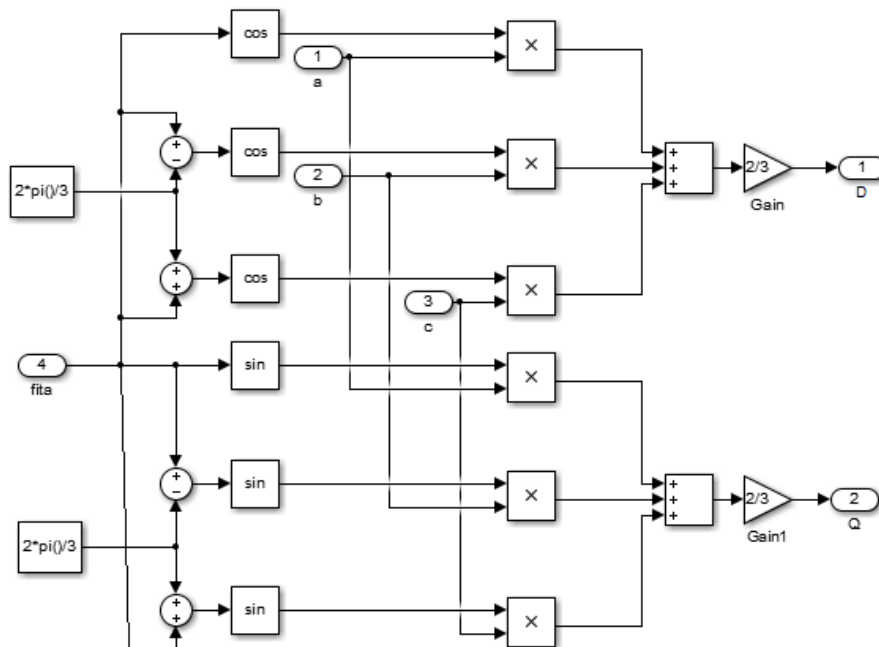 cos
1
a
×
+
−
cos
2
b
×
2*pi()/3
+
+
+
2/3
Gain
1
D
+
+
cos
3
c
×
4
fita
sin
×
+
−
sin
×
+
+
+
2/3
Gain1
2
Q
2*pi()/3
+
+
sin
×